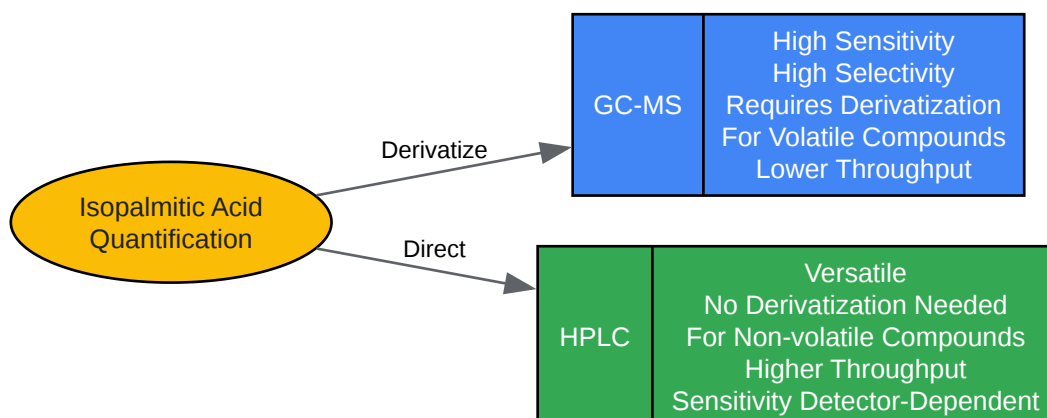 Isopalmitic Acid
Quantification
Derivatize
Direct
GC-MS
High Sensitivity
High Selectivity
Requires Derivatization
For Volatile Compounds
Lower Throughput
HPLC
Versatile
No Derivatization Needed
For Non-volatile Compounds
Higher Throughput
Sensitivity Detector-Dependent